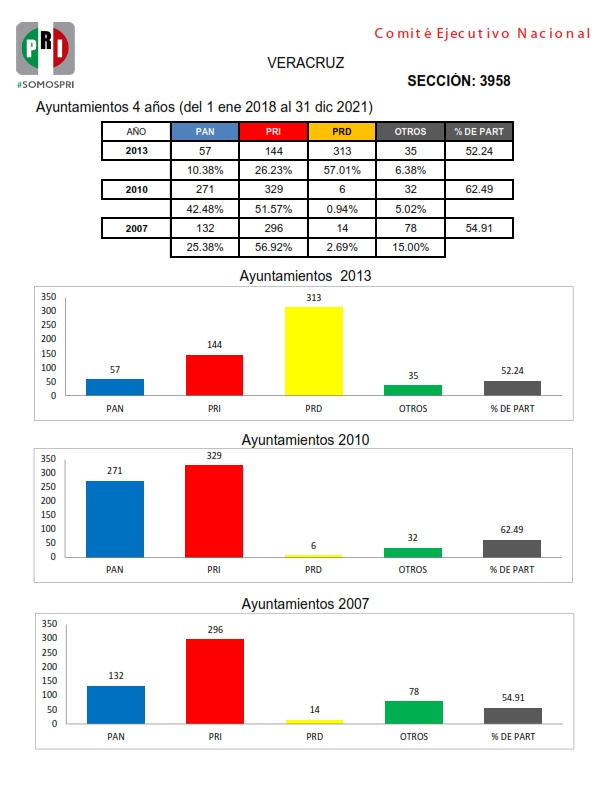 Comité Ejecutivo Nacional
PRI
#SOMOSPRI
VERACRUZ
SECCIÓN: 3958
Ayuntamientos 4 años (del 1 ene 2018 al 31 dic 2021)
AÑO PAN PRI PRD OTROS % DE PART
2013 57 144 313 35 52.24
10.38% 26.23% 57.01% 6.38%
2010 271 329 6 32 62.49
42.48% 51.57% 0.94% 5.02%
2007 132 296 14 78 54.91
25.38% 56.92% 2.69% 15.00%
Ayuntamientos 2013
350
300
250
200
150
100
50
0
57 144 313 35 52.24
PAN PRI PRD OTROS % DE PART
Ayuntamientos 2010
350
300
250
200
150
100
50
0
271 329 6 32 62.49
PAN PRI PRD OTROS % DE PART
Ayuntamientos 2007
350
300
250
200
150
100
50
0
132 296 14 78 54.91
PAN PRI PRD OTROS % DE PART